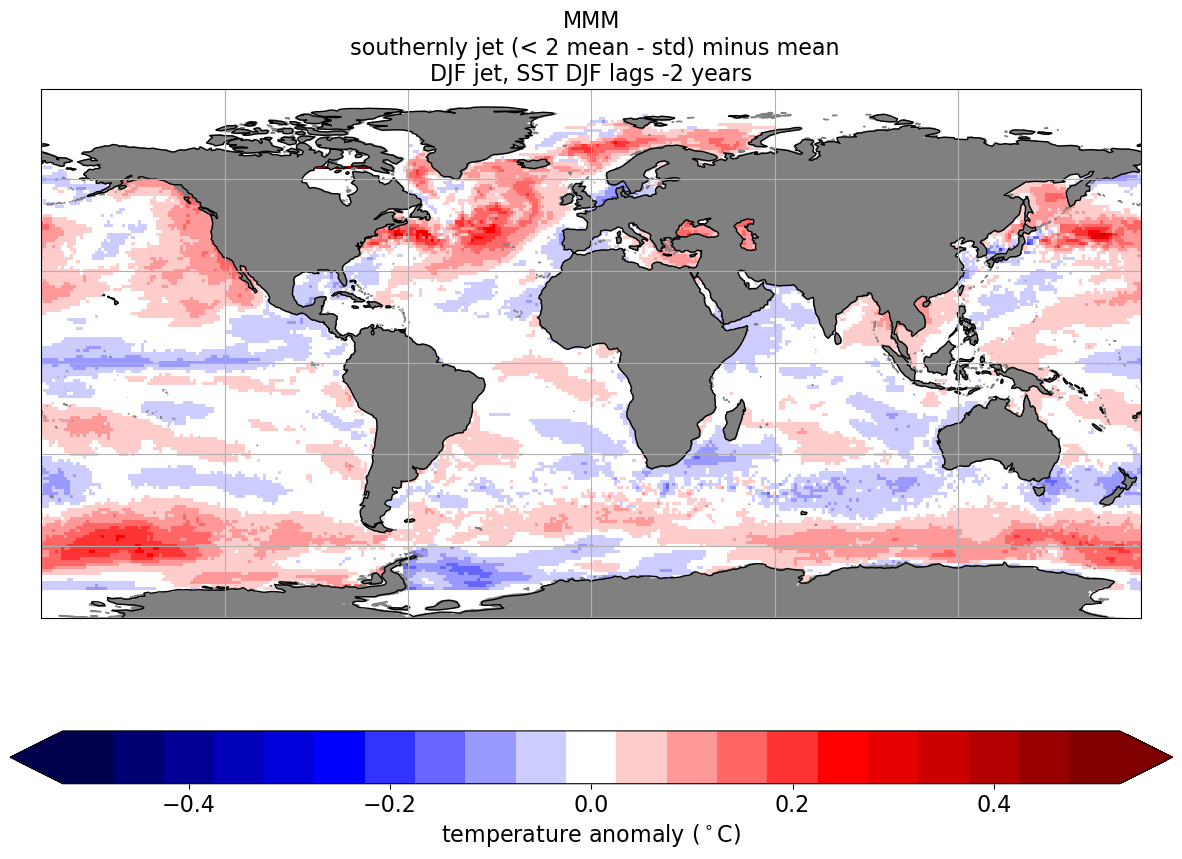 MMM
southernly jet (< 2 mean - std) minus mean
DJF jet, SST DJF lags -2 years
−0.4 −0.2 0.0 0.2 0.4
temperature anomaly (°C)